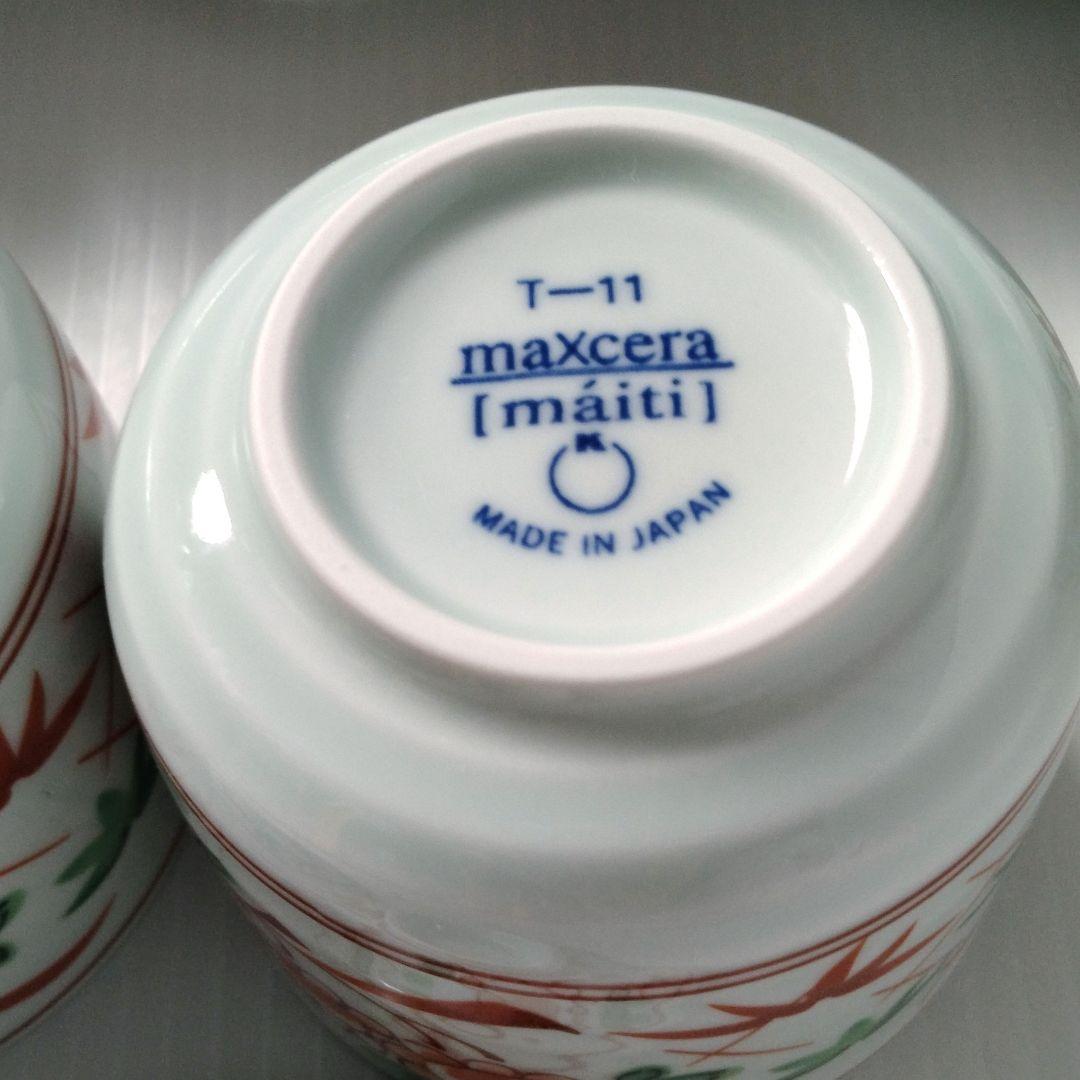 T—11
maxcera
[máiti]
K
MADE IN JAPAN